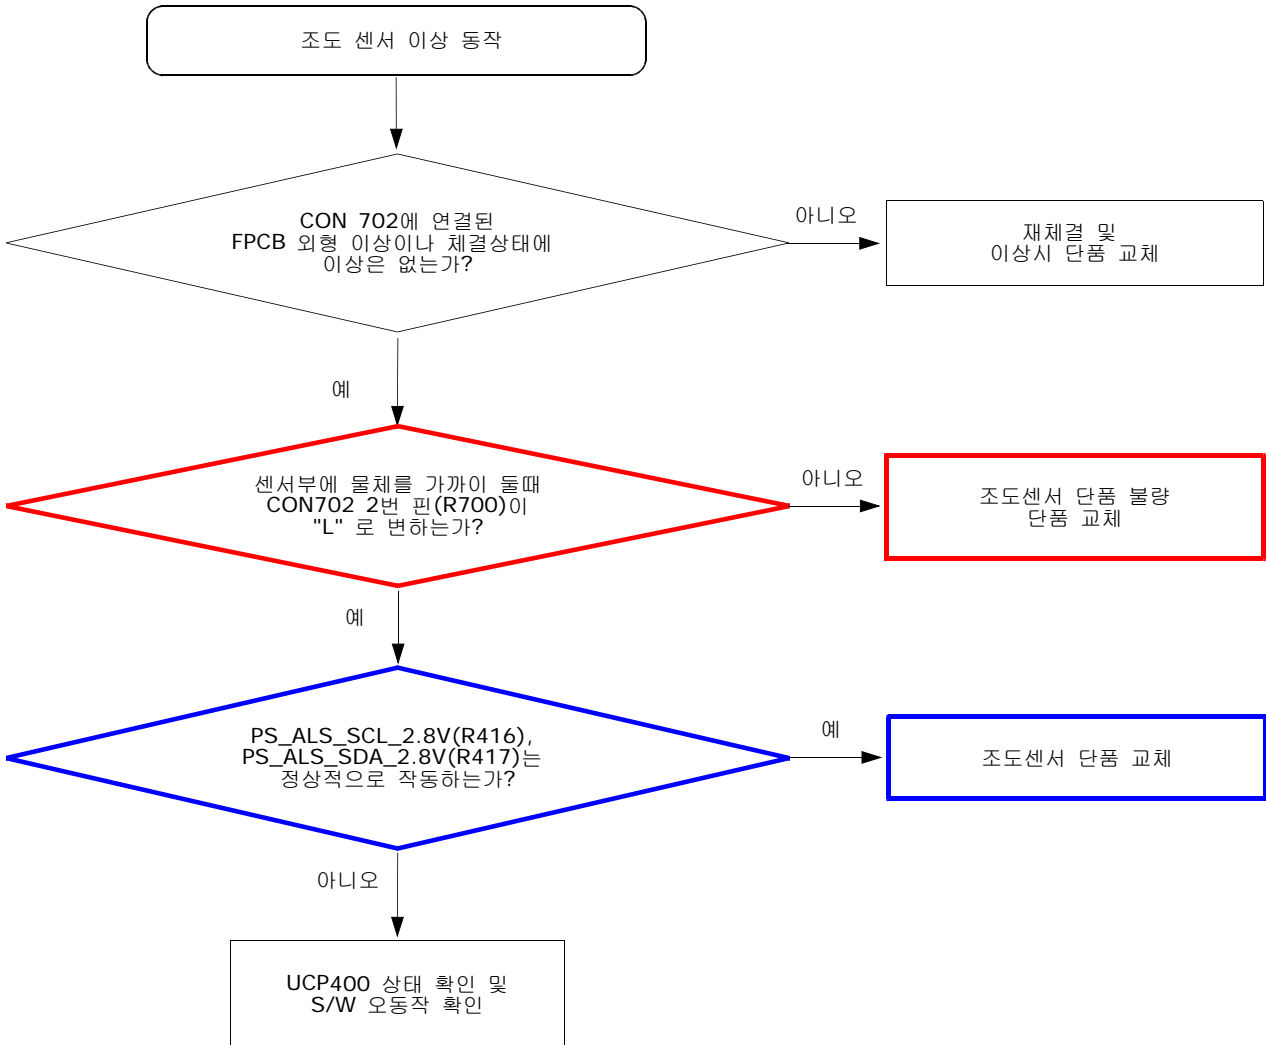 조도 센서 이상 동작
CON 702에 연결된
FPCB 외형 이상이나 체결상태에
이상은 없는가?
아니오
재체결 및
이상시 단품 교체
예
센서부에 물체를 가까이 둘때
CON702 2번 핀(R700)이
"L" 로 변하는가?
아니오
조도센서 단품 불량
단품 교체
예
PS_ALS_SCL_2.8V(R416),
PS_ALS_SDA_2.8V(R417)는
정상적으로 작동하는가?
예
조도센서 단품 교체
아니오
UCP400 상태 확인 및
S/W 오동작 확인